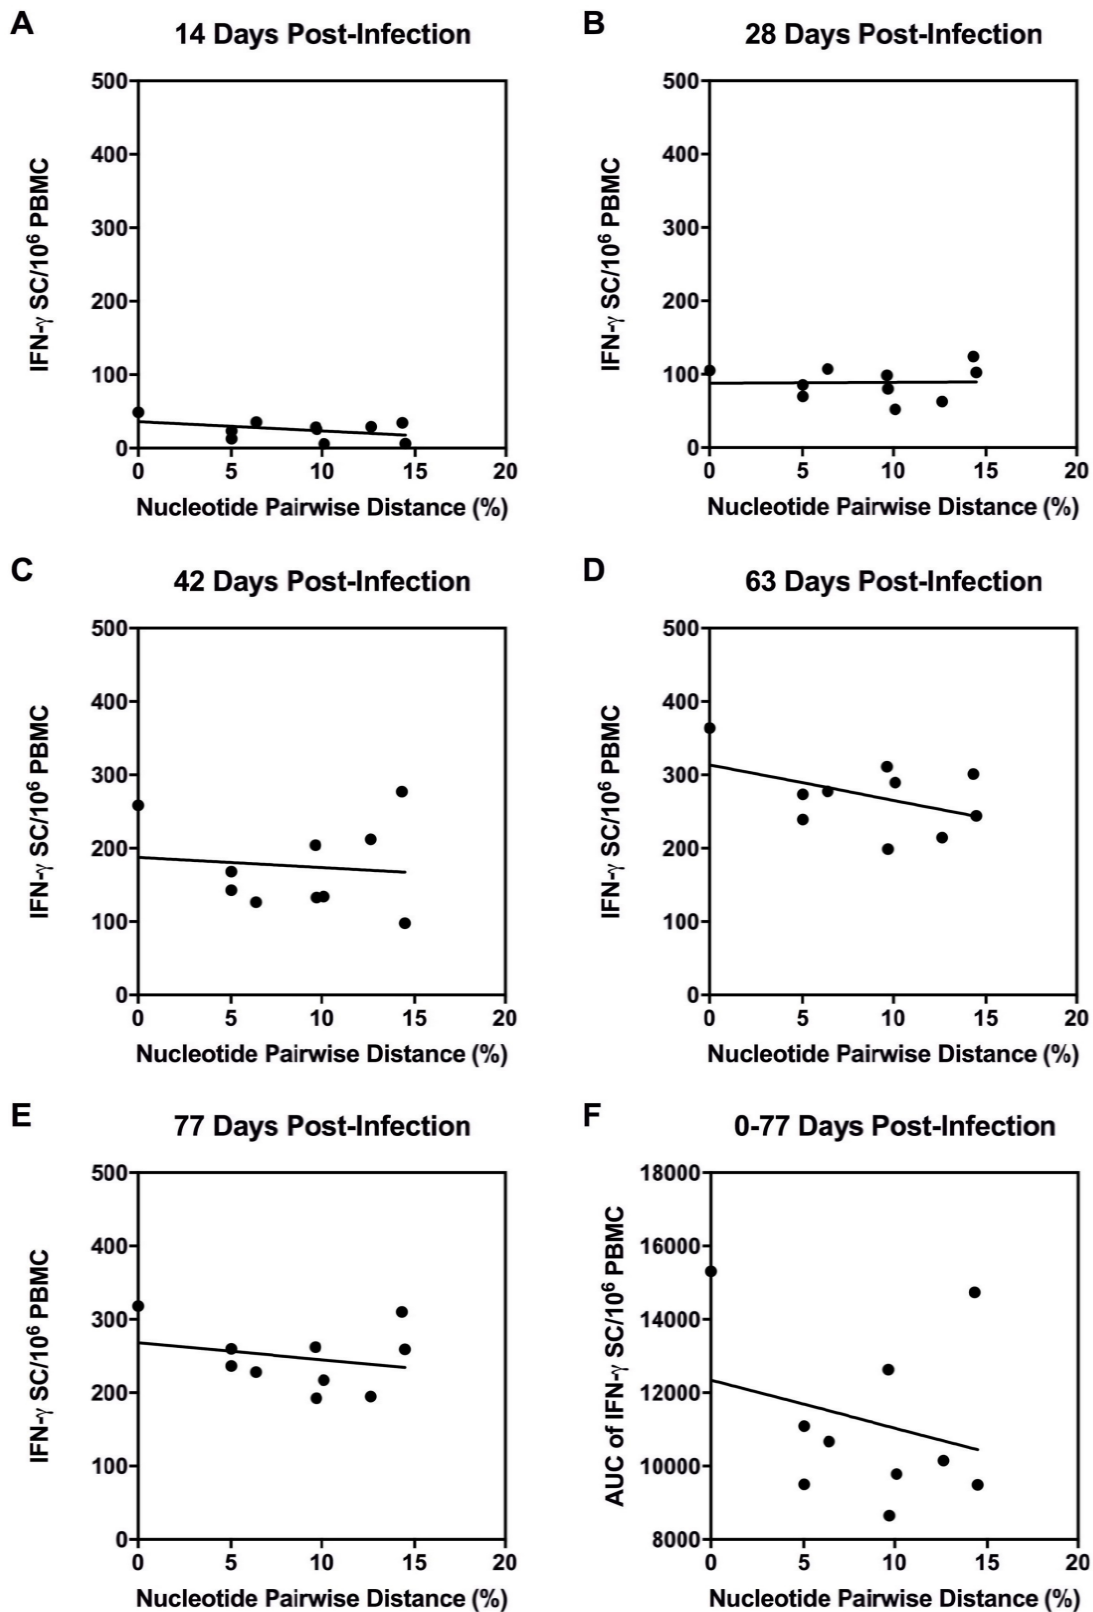 A
14 Days Post-Infection
IFN-γ SC/10⁶ PBMC
500
400
300
200
100
0
0 5 10 15 20
Nucleotide Pairwise Distance (%)
B
28 Days Post-Infection
IFN-γ SC/10⁶ PBMC
500
400
300
200
100
0
0 5 10 15 20
Nucleotide Pairwise Distance (%)
C
42 Days Post-Infection
IFN-γ SC/10⁶ PBMC
500
400
300
200
100
0
0 5 10 15 20
Nucleotide Pairwise Distance (%)
D
63 Days Post-Infection
IFN-γ SC/10⁶ PBMC
500
400
300
200
100
0
0 5 10 15 20
Nucleotide Pairwise Distance (%)
E
77 Days Post-Infection
IFN-γ SC/10⁶ PBMC
500
400
300
200
100
0
0 5 10 15 20
Nucleotide Pairwise Distance (%)
F
0-77 Days Post-Infection
AUC of IFN-γ SC/10⁶ PBMC
18000
16000
14000
12000
10000
8000
0 5 10 15 20
Nucleotide Pairwise Distance (%)